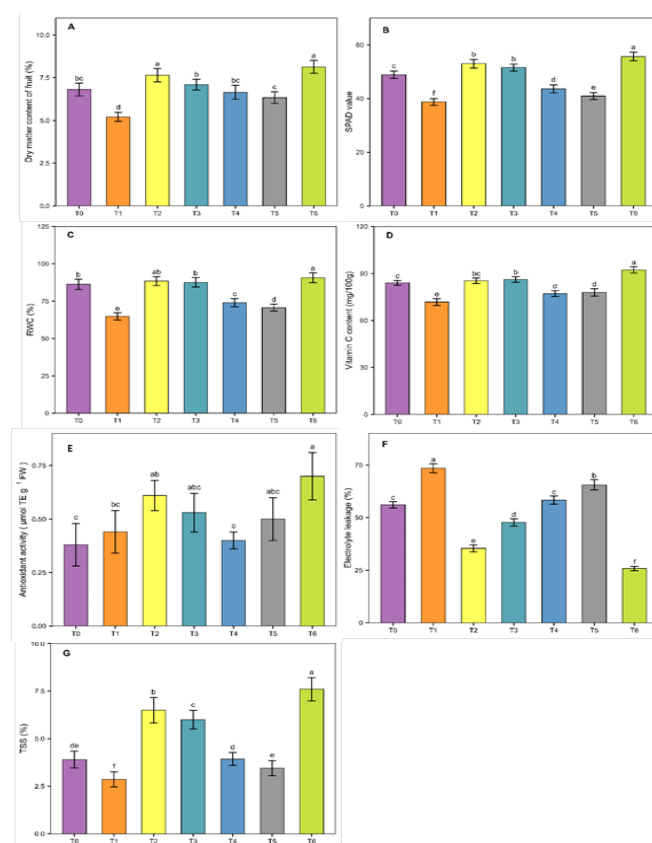 A
Dry matter content of fruit (%)
10.0
7.5
5.0
2.5
0.0
bc
d
a
b
bc
c
a
T0
T1
T2
T3
T4
T5
T6
B
SPAD value
60
40
20
0
c
f
b
b
d
e
a
T0
T1
T2
T3
T4
T5
T6
C
RWC (%)
125
100
75
50
25
0
b
e
ab
b
c
d
a
T0
T1
T2
T3
T4
T5
T6
D
Vitamin C content (mg/100g)
120
90
60
30
0
c
e
bc
b
d
d
a
T0
T1
T2
T3
T4
T5
T6
E
Antioxidant activity ( µmol TE g⁻¹ FW )
0.75
0.50
0.25
0.00
c
bc
ab
abc
c
abc
a
T0
T1
T2
T3
T4
T5
T6
F
Electrolyte leakage (%)
75
50
25
0
c
a
e
d
c
b
f
T0
T1
T2
T3
T4
T5
T6
G
TSS (%)
10.0
7.5
5.0
2.5
0.0
de
f
b
c
d
e
a
T0
T1
T2
T3
T4
T5
T6